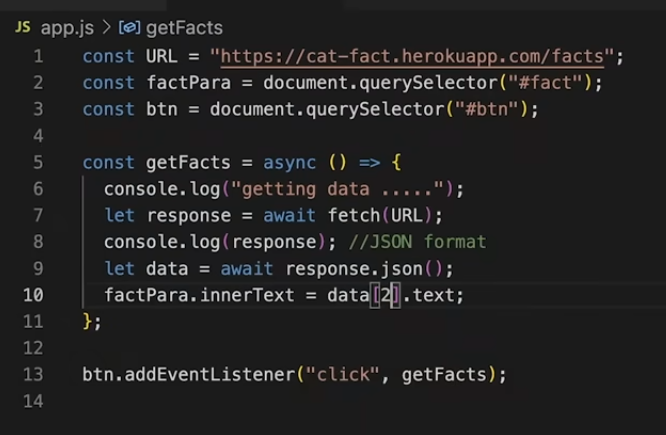 JS app.js > getFacts
1 const URL = "https://cat-fact.herokuapp.com/facts";
2 const factPara = document.querySelector("#fact");
3 const btn = document.querySelector("#btn");
4
5 const getFacts = async () => {
6 console.log("getting data .....");
7 let response = await fetch(URL);
8 console.log(response); //JSON format
9 let data = await response.json();
10 factPara.innerText = data[2].text;
11 };
12
13 btn.addEventListener("click", getFacts);
14